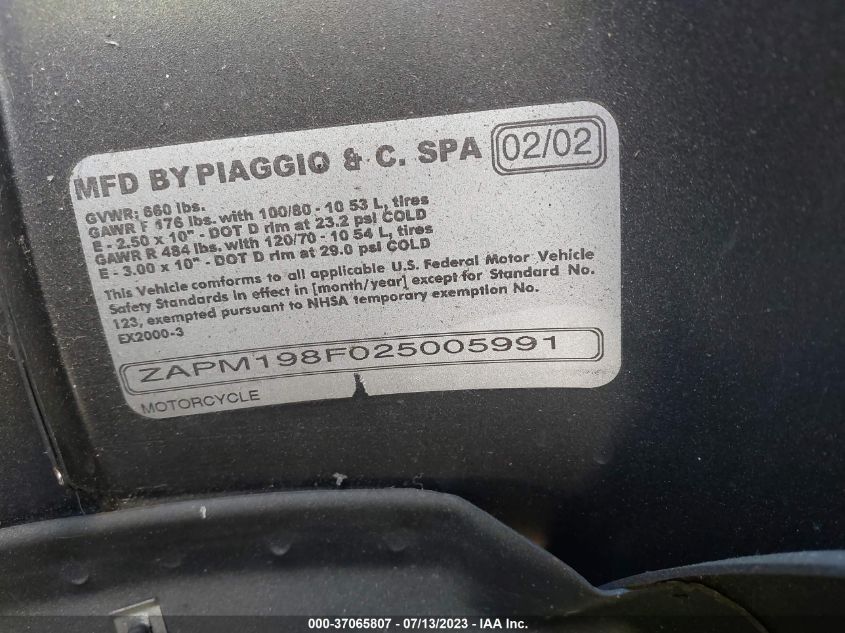 MFD BY PIAGGIO & C. SPA 02/02
GVWR; 660 lbs.
GAWR F 176 lbs. with 100/80 - 10 53 L, tires
E - 2.50 x 10" - DOT D rim at 23.2 psi COLD
GAWR R 484 lbs. with 120/70 - 10 54 L, tires
E - 3.00 x 10" - DOT D rim at 29.0 psi COLD
This Vehicle comforms to all applicable U.S. Federal Motor Vehicle
Safety Standards in effect in [month/year] except for Standard No.
123, exempted pursuant to NHSA temporary exemption No.
EX2000-3
ZAPM198F025005991
MOTORCYCLE
000-37065807 - 07/13/2023 - IAA Inc.